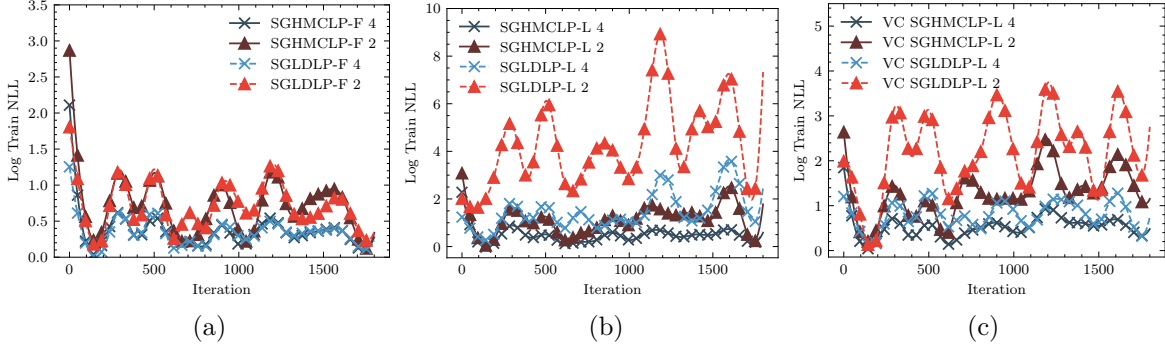 Log Train NLL
3.5
3.0
2.5
2.0
1.5
1.0
0.5
0.0
SGHMCLP-F 4
SGHMCLP-F 2
SGLDLP-F 4
SGLDLP-F 2
0 500 1000 1500
Iteration
(a)
Log Train NLL
10
8
6
4
2
0
SGHMCLP-L 4
SGHMCLP-L 2
SGLDLP-L 4
SGLDLP-L 2
0 500 1000 1500
Iteration
(b)
Log Train NLL
5
4
3
2
1
0
VC SGHMCLP-L 4
VC SGHMCLP-L 2
VC SGLDLP-L 4
VC SGLDLP-L 2
0 500 1000 1500
Iteration
(c)